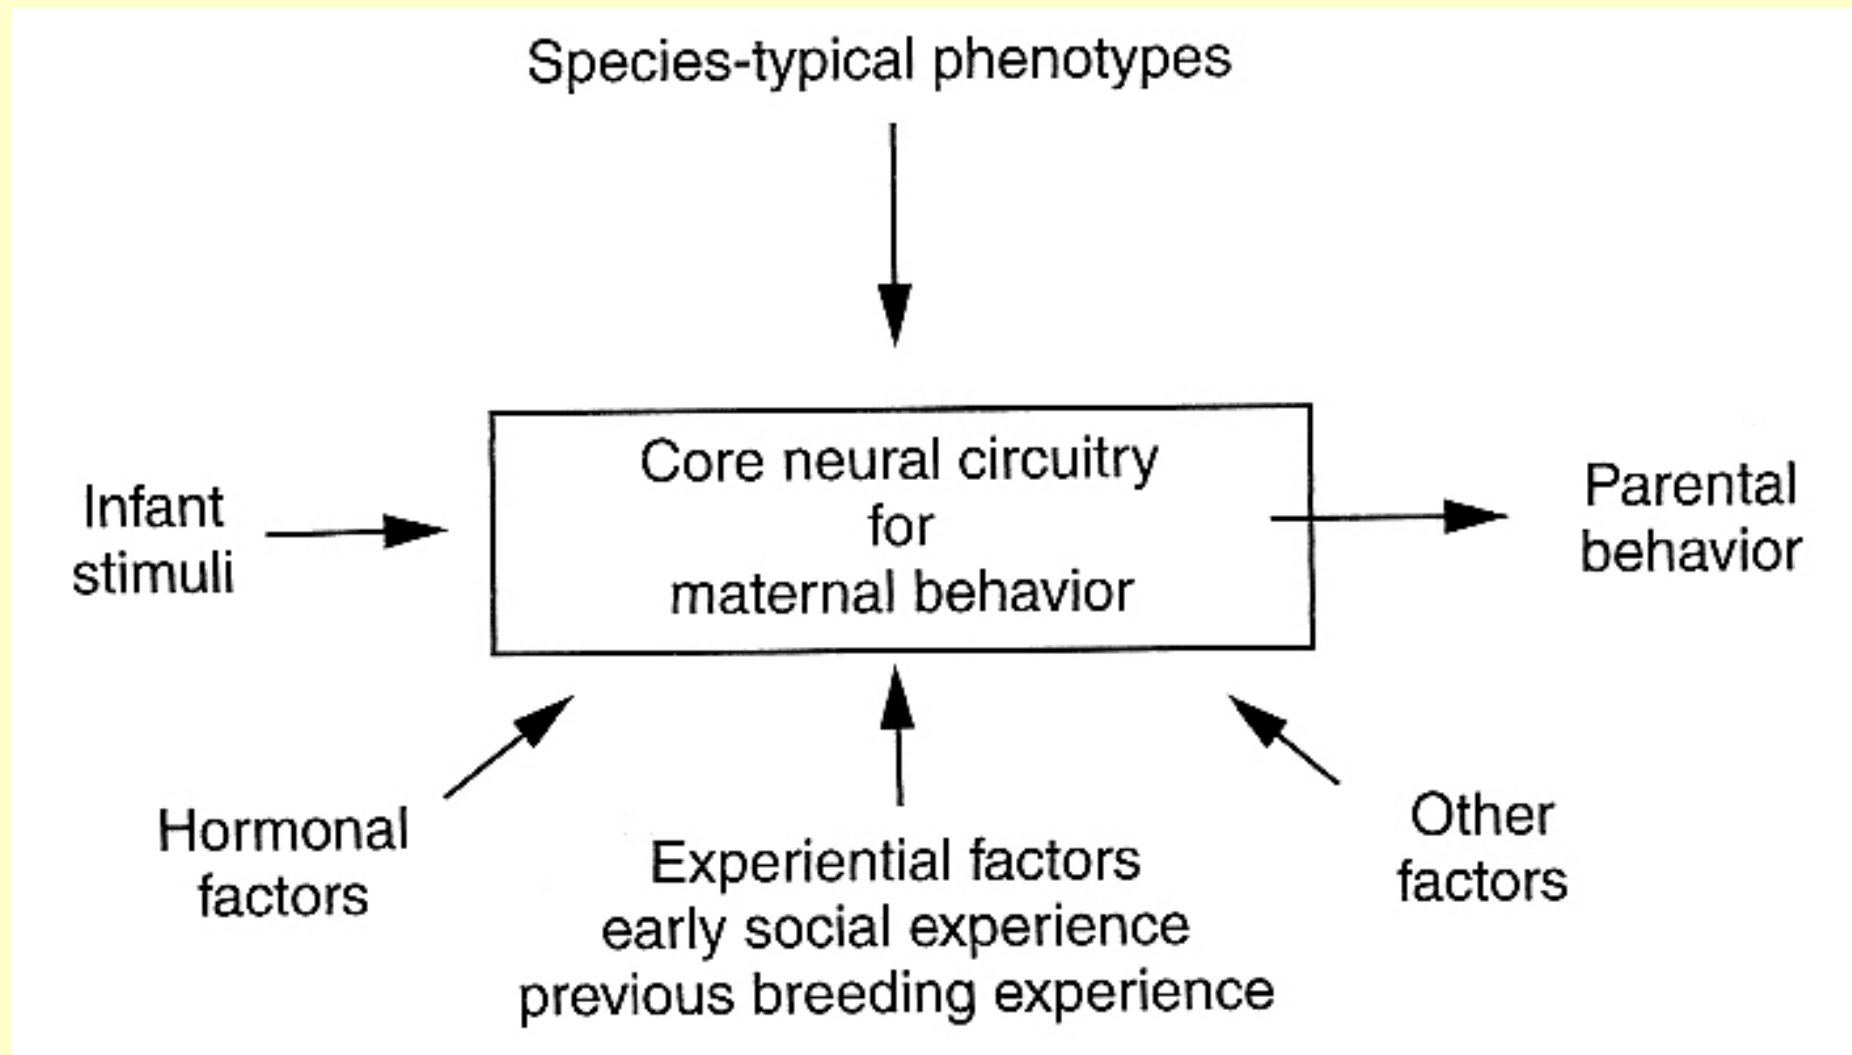 Species-typical phenotypes
Core neural circuitry
for
maternal behavior
Infant
stimuli
Parental
behavior
Hormonal
factors
Experiential factors
early social experience
previous breeding experience
Other
factors